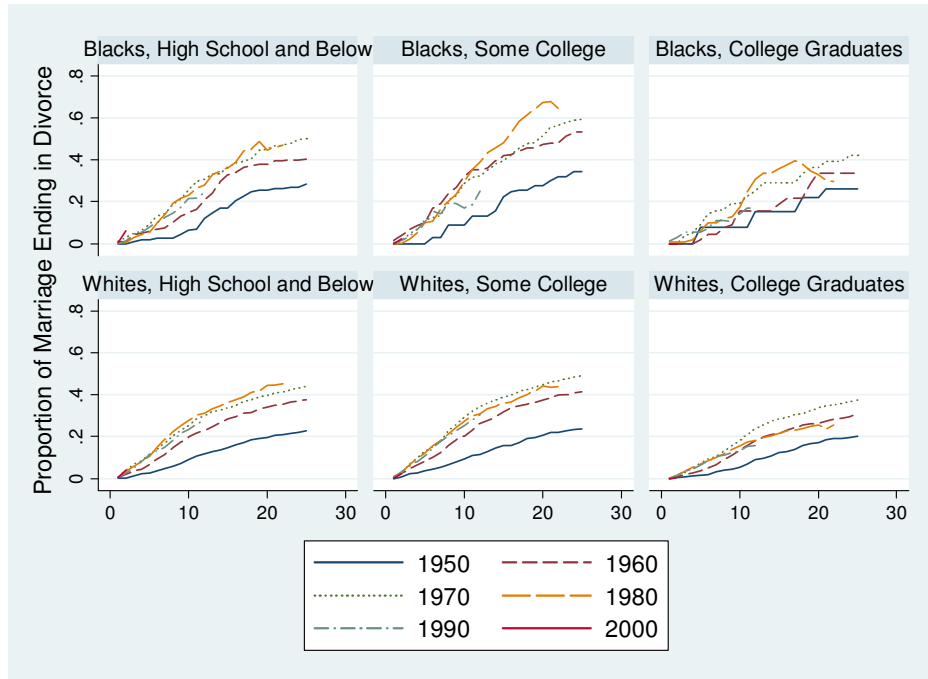 Proportion of Marriage Ending in Divorce
Blacks, High School and Below
Blacks, Some College
Blacks, College Graduates
.8
.6
.4
.2
0
Whites, High School and Below
Whites, Some College
Whites, College Graduates
.8
.6
.4
.2
0
0 10 20 30
0 10 20 30
0 10 20 30
1950 1960
1970 1980
1990 2000